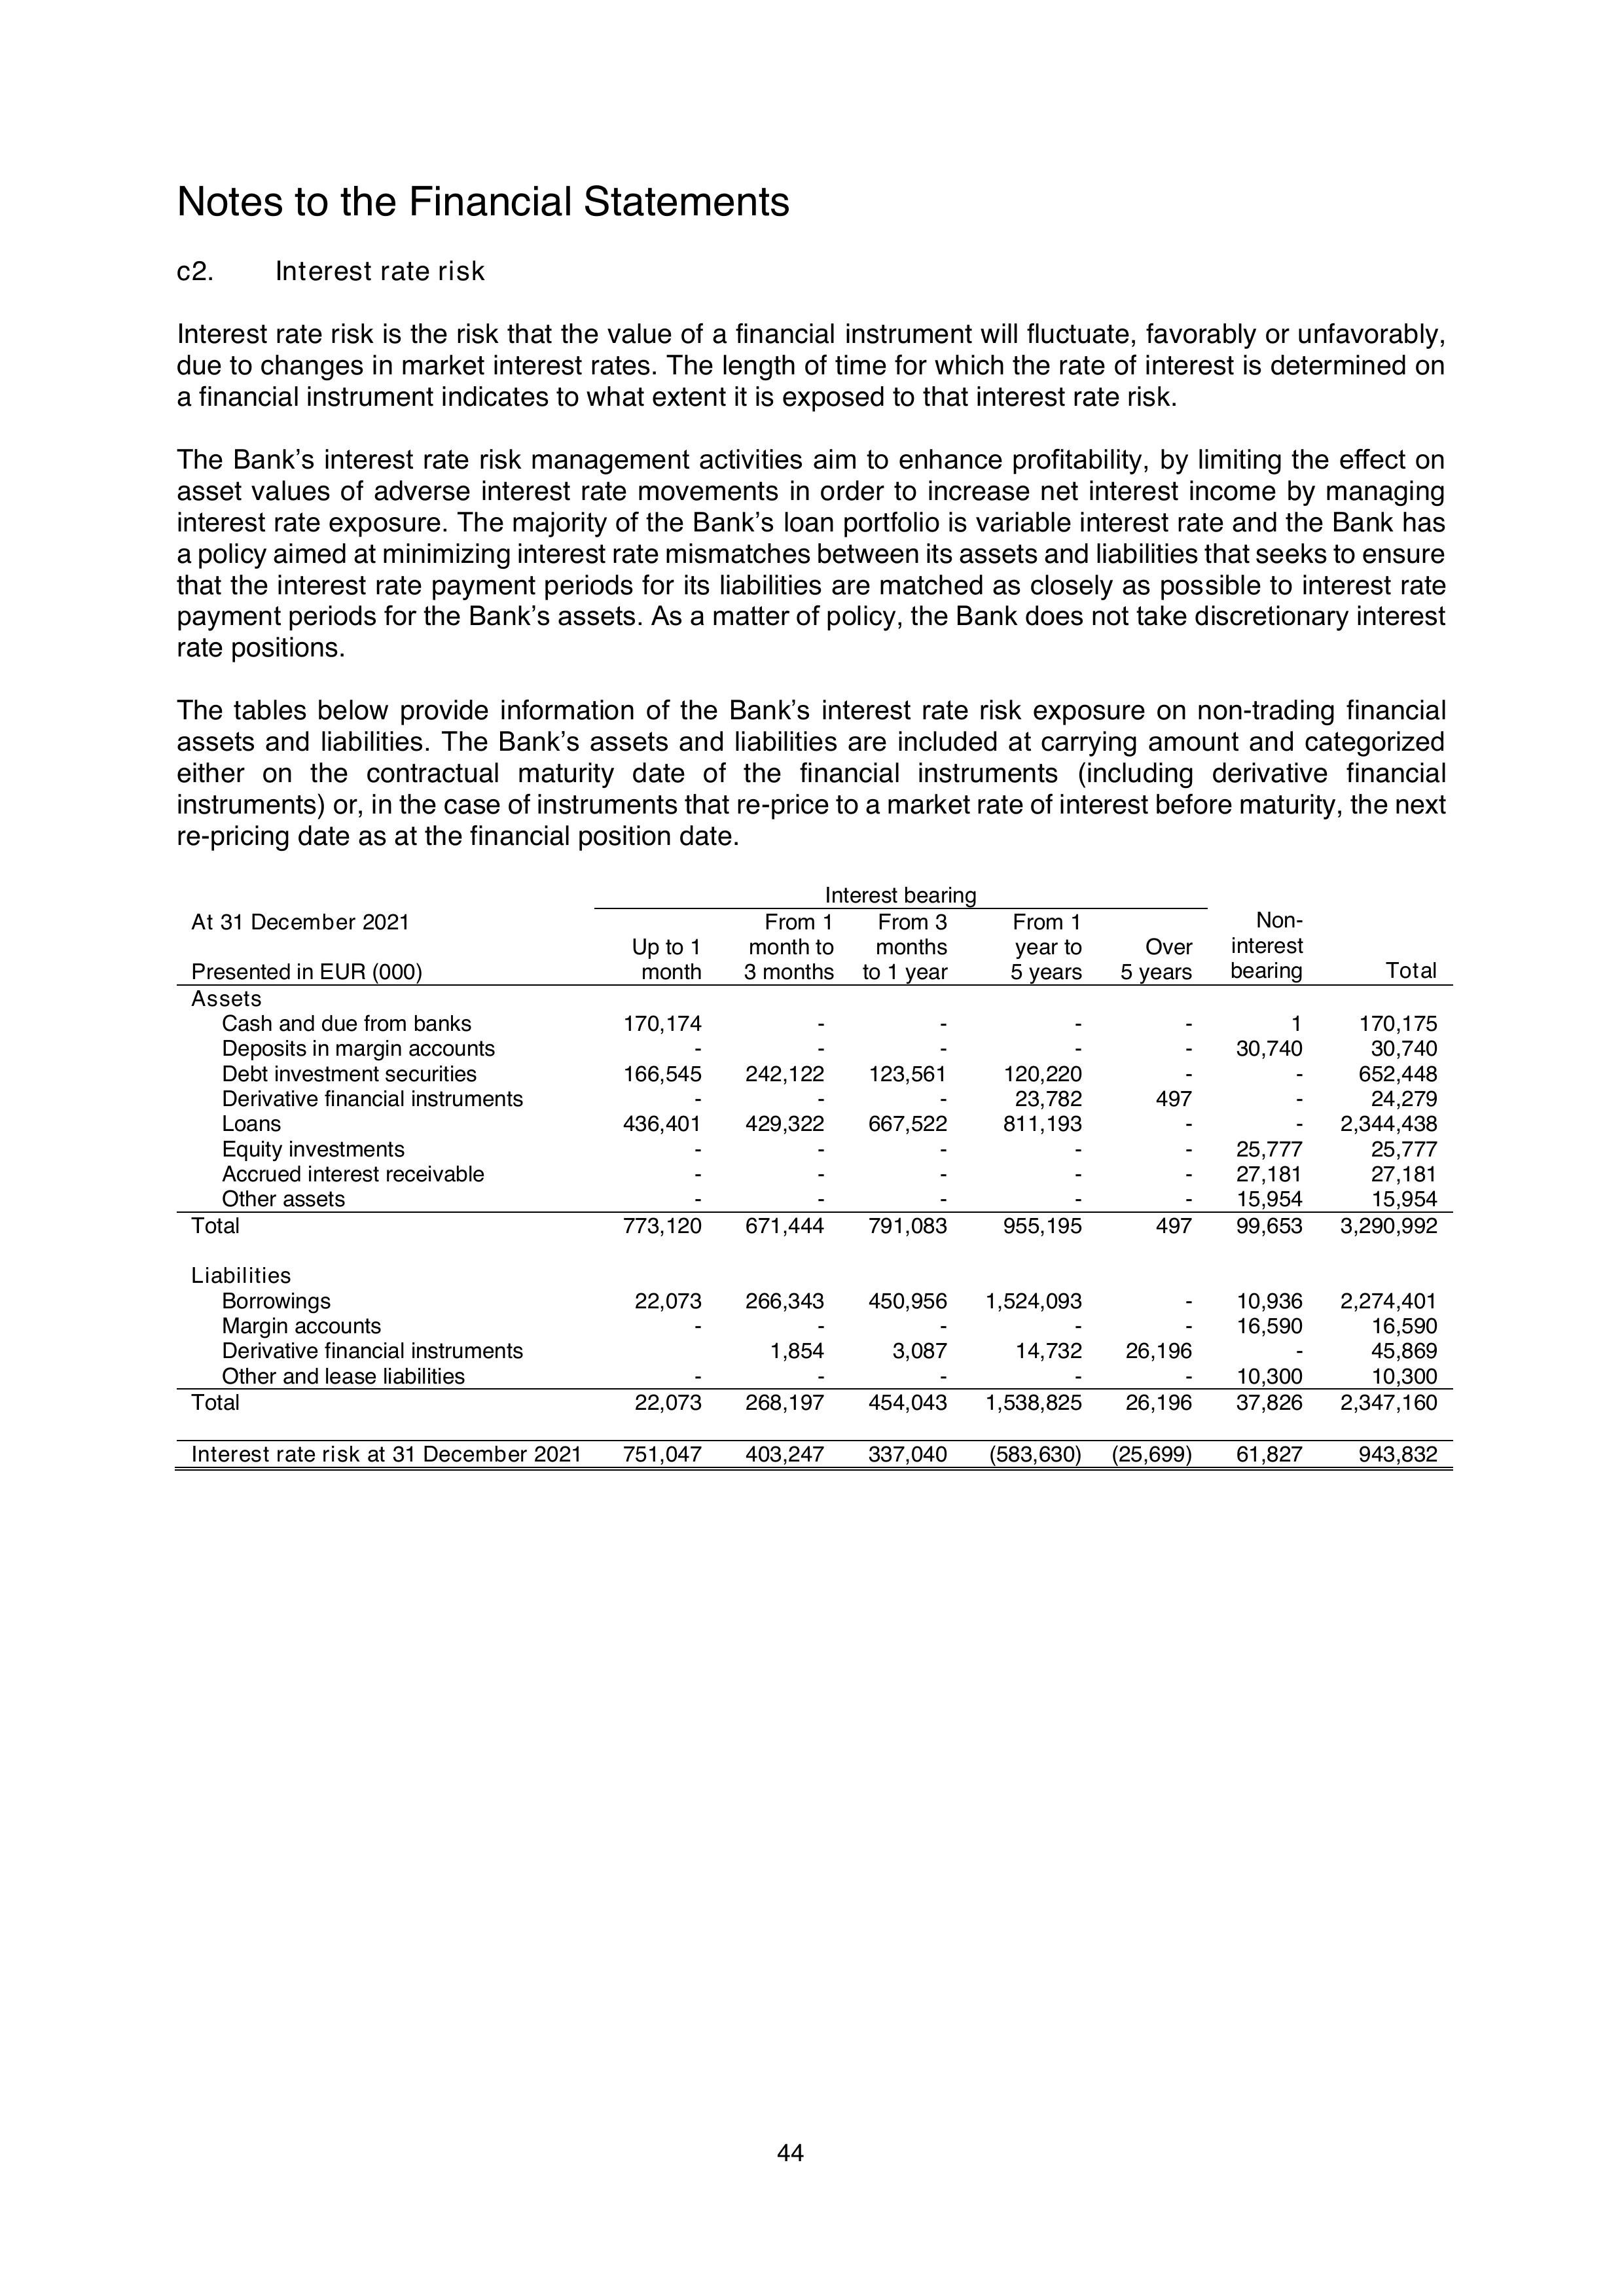 Notes to the Financial Statements
c2. Interest rate risk
Interest rate risk is the risk that the value of a financial instrument will fluctuate, favorably or unfavorably,
due to changes in market interest rates. The length of time for which the rate of interest is determined on
a financial instrument indicates to what extent it is exposed to that interest rate risk.
The Bank’s interest rate risk management activities aim to enhance profitability, by limiting the effect on
asset values of adverse interest rate movements in order to increase net interest income by managing
interest rate exposure. The majority of the Bank’s loan portfolio is variable interest rate and the Bank has
a policy aimed at minimizing interest rate mismatches between its assets and liabilities that seeks to ensure
that the interest rate payment periods for its liabilities are matched as closely as possible to interest rate
payment periods for the Bank’s assets. As a matter of policy, the Bank does not take discretionary interest
rate positions.
The tables below provide information of the Bank’s interest rate risk exposure on non-trading financial
assets and liabilities. The Bank’s assets and liabilities are included at carrying amount and categorized
either on the contractual maturity date of the financial instruments (including derivative financial
instruments) or, in the case of instruments that re-price to a market rate of interest before maturity, the next
re-pricing date as at the financial position date.
Interest bearing
At 31 December 2021 From 1 From 3 From 1 Non-
Up to 1 month to months year to Over interest
Presented in EUR (000) month 3 months to 1 year 5 years 5 years bearing Total
Assets
Cash and due from banks 170,174 - - - - 1 170,175
Deposits in margin accounts - - - - - 30,740 30,740
Debt investment securities 166,545 242,122 123,561 120,220 - - 652,448
Derivative financial instruments - - - 23,782 497 - 24,279
Loans 436,401 429,322 667,522 811,193 - - 2,344,438
Equity investments - - - - - 25,777 25,777
Accrued interest receivable - - - - - 27,181 27,181
Other assets - - - - - 15,954 15,954
Total 773,120 671,444 791,083 955,195 497 99,653 3,290,992
Liabilities
Borrowings 22,073 266,343 450,956 1,524,093 - 10,936 2,274,401
Margin accounts - - - - - 16,590 16,590
Derivative financial instruments 1,854 3,087 14,732 26,196 - 45,869
Other and lease liabilities - - - - - 10,300 10,300
Total 22,073 268,197 454,043 1,538,825 26,196 37,826 2,347,160
Interest rate risk at 31 December 2021 751,047 403,247 337,040 (583,630) (25,699) 61,827 943,832
44